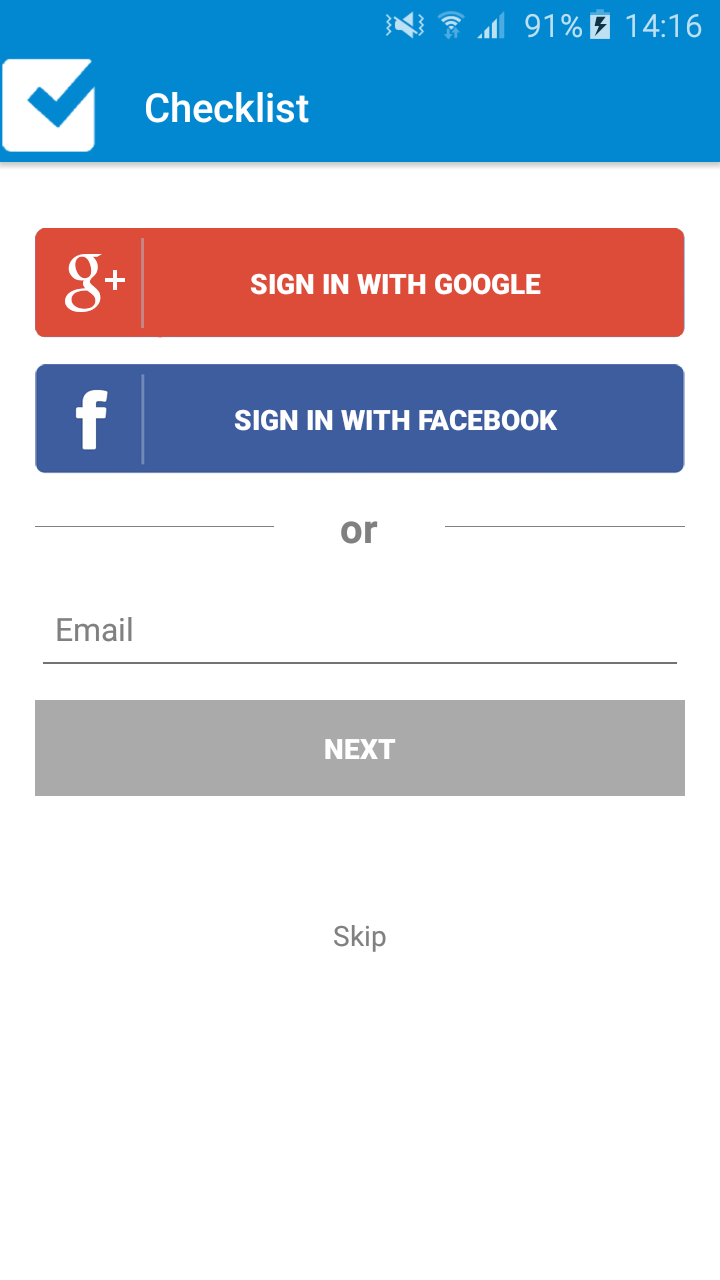 91% 14:16
Checklist
g+ SIGN IN WITH GOOGLE
f SIGN IN WITH FACEBOOK
or
Email
NEXT
Skip